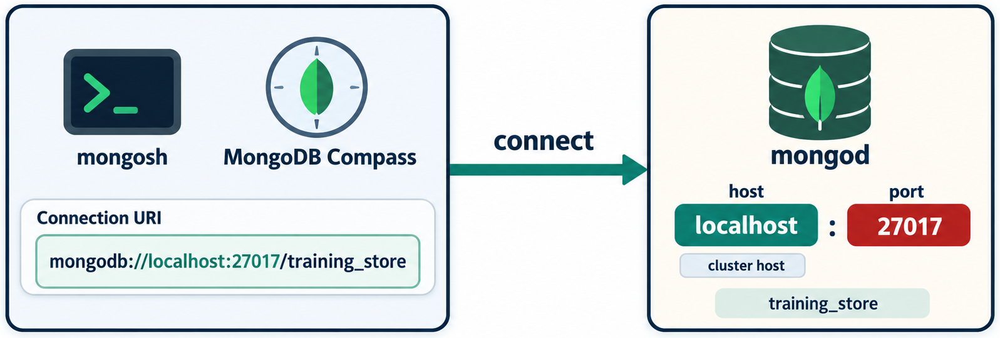 >_
mongosh
MongoDB Compass
Connection URI
mongodb://localhost:27017/training_store
connect
mongod
host
port
localhost : 27017
cluster host
training_store